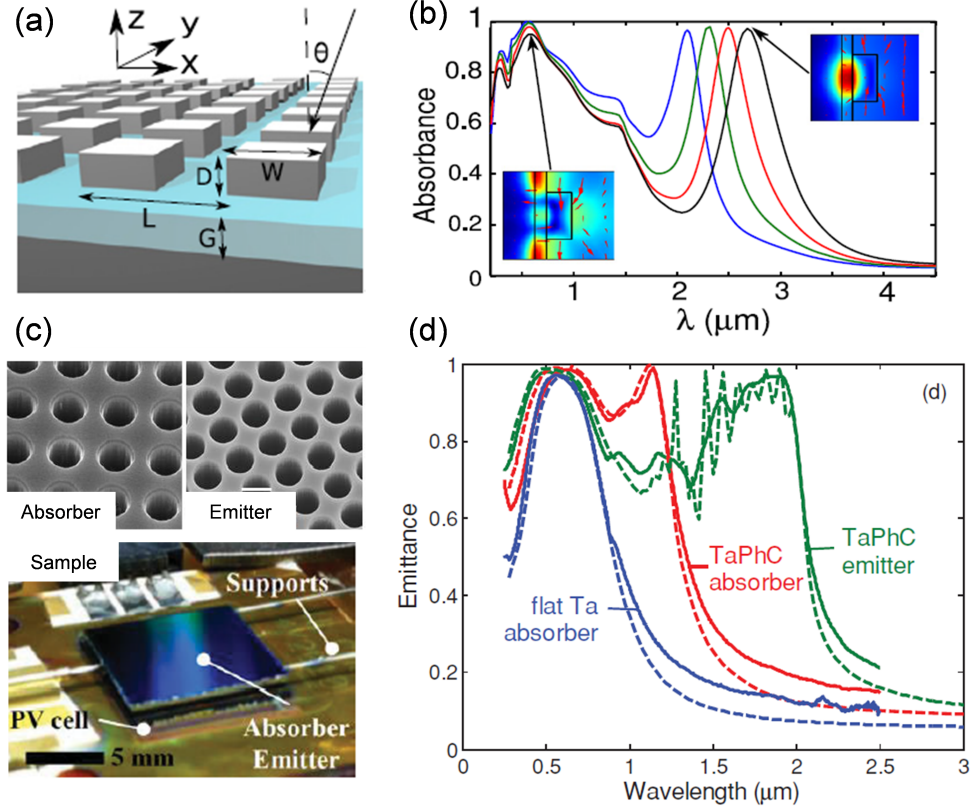 (a)
z
y
x
θ
D
W
L
G
(b)
Absorbance
1
0.8
0.6
0.4
0.2
0
1
2
3
4
λ (μm)
(c)
Absorber
Emitter
Sample
Supports
PV cell
Absorber
Emitter
5 mm
(d)
(d)
Emittance
1
0.8
0.6
0.4
0.2
0
TaPhC
emitter
TaPhC
absorber
flat Ta
absorber
0
0.5
1
1.5
2
2.5
3
Wavelength (μm)